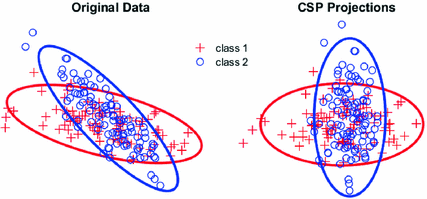 Original Data
CSP Projections
class 1
class 2